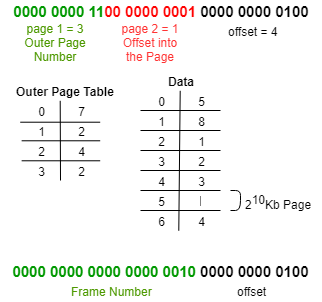 0000 0000 1100 0000 0001 0000 0000 0100
page 1 = 3 page 2 = 1 offset = 4
Outer Page Offset into
Number the Page
Outer Page Table
0 7
1 2
2 4
3 2
Data
0 5
1 8
2 1
3 2
4 3
5 |
6 4
2^10Kb Page
0000 0000 0000 0000 0010 0000 0000 0100
Frame Number offset